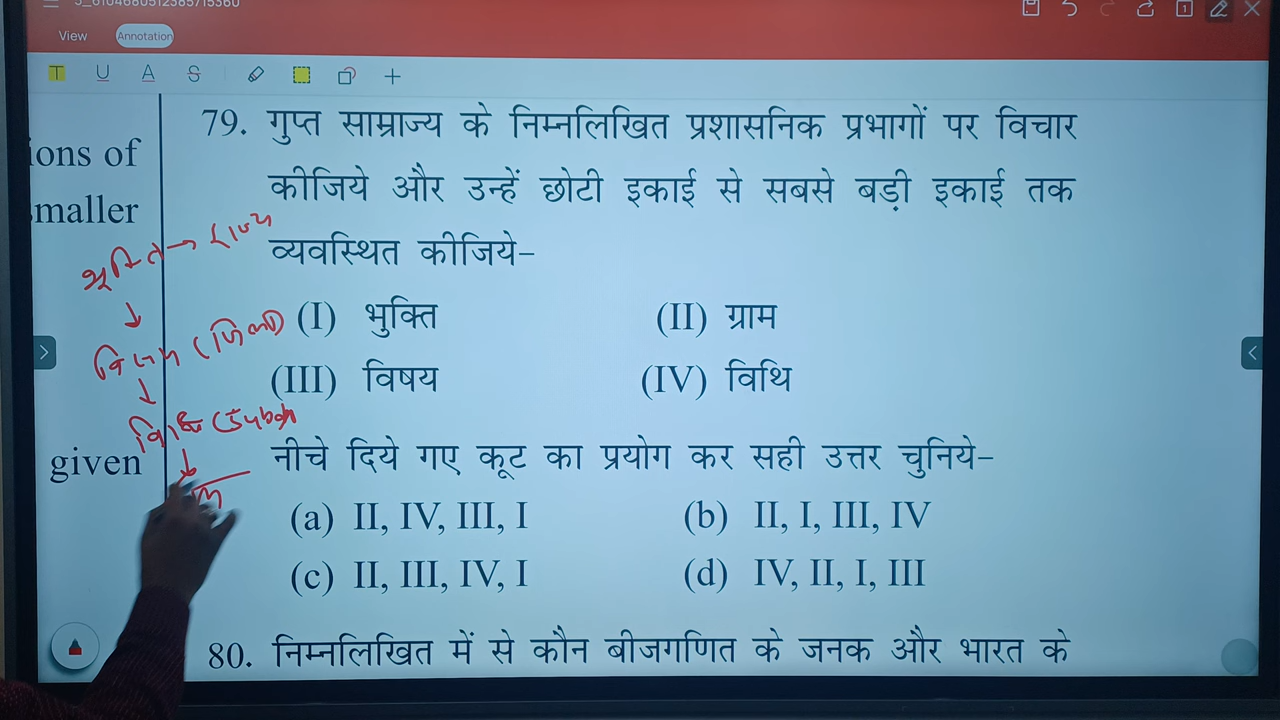 View Annotation
T U A S
ions of
maller
given
79. गुप्त साम्राज्य के निम्नलिखित प्रशासनिक प्रभागों पर विचार
कीजिये और उन्हें छोटी इकाई से सबसे बड़ी इकाई तक
व्यवस्थित कीजिये–
(I) भुक्ति (II) ग्राम
(III) विषय (IV) विथि
नीचे दिये गए कूट का प्रयोग कर सही उत्तर चुनिये–
(a) II, IV, III, I (b) II, I, III, IV
(c) II, III, IV, I (d) IV, II, I, III
80. निम्नलिखित में से कौन बीजगणित के जनक और भारत के